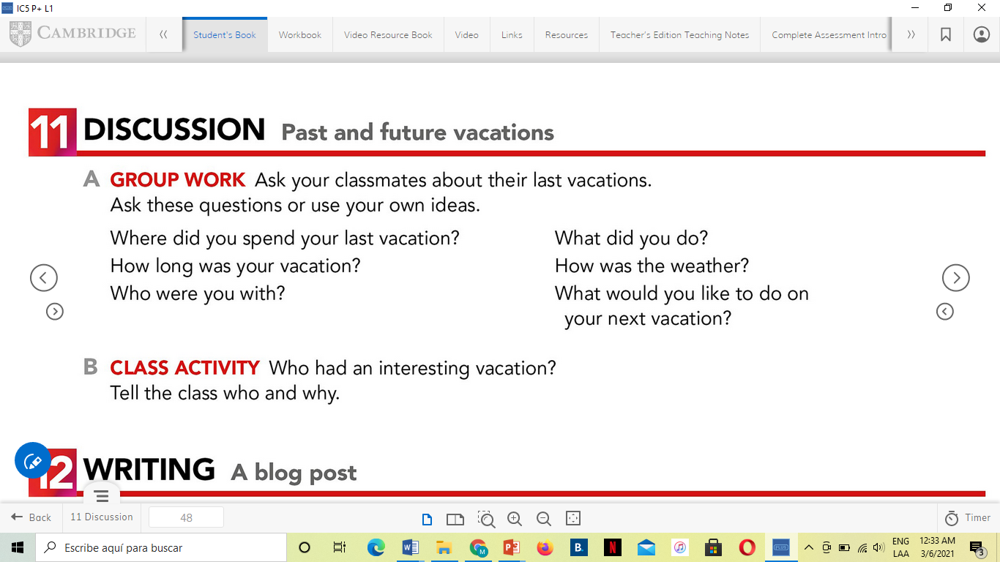 IC5 P+ L1
CAMBRIDGE
Student's Book
Workbook
Video Resource Book
Video
Links
Resources
Teacher's Edition Teaching Notes
Complete Assessment Intro
11 DISCUSSION Past and future vacations
A GROUP WORK Ask your classmates about their last vacations.
Ask these questions or use your own ideas.
Where did you spend your last vacation?
How long was your vacation?
Who were you with?
What did you do?
How was the weather?
What would you like to do on
your next vacation?
B CLASS ACTIVITY Who had an interesting vacation?
Tell the class who and why.
12 WRITING A blog post
Back
11 Discussion
48
Timer
Escribe aquí para buscar
B.
N
PLUS
ENG
LAA
12:33 AM
3/6/2021
3